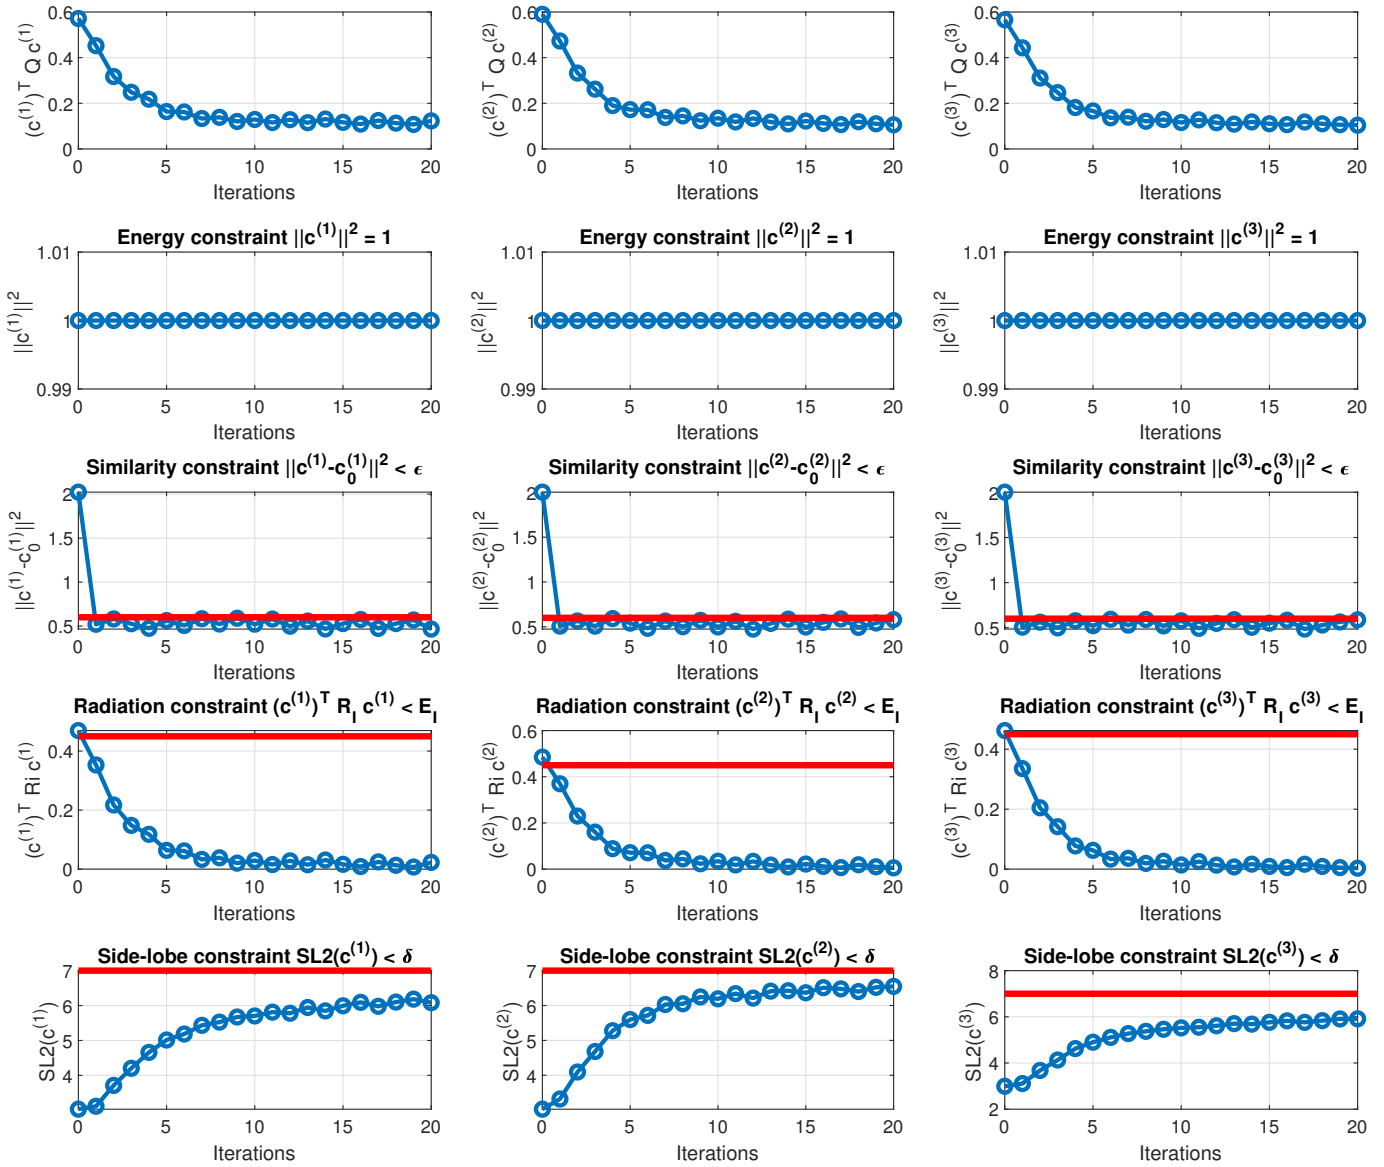 0.6 0.4 0.2 0
(c^(1))^T Q c^(1)
0 5 10 15 20
Iterations
0.6 0.4 0.2 0
(c^(2))^T Q c^(2)
0 5 10 15 20
Iterations
0.6 0.4 0.2 0
(c^(3))^T Q c^(3)
0 5 10 15 20
Iterations
Energy constraint ||c^(1)||^2 = 1
1.01 1 0.99
||c^(1)||^2
0 5 10 15 20
Iterations
Energy constraint ||c^(2)||^2 = 1
1.01 1 0.99
||c^(2)||^2
0 5 10 15 20
Iterations
Energy constraint ||c^(3)||^2 = 1
1.01 1 0.99
||c^(3)||^2
0 5 10 15 20
Iterations
Similarity constraint ||c^(1)-c_0^(1)||^2 < ϵ
2 1.5 1 0.5
||c^(1)-c_0^(1)||^2
0 5 10 15 20
Iterations
Similarity constraint ||c^(2)-c_0^(2)||^2 < ϵ
2 1.5 1 0.5
||c^(2)-c_0^(2)||^2
0 5 10 15 20
Iterations
Similarity constraint ||c^(3)-c_0^(3)||^2 < ϵ
2 1.5 1 0.5
||c^(3)-c_0^(3)||^2
0 5 10 15 20
Iterations
Radiation constraint (c^(1))^T R_I c^(1) < E_I
0.4 0.2 0
(c^(1))^T Ri c^(1)
0 5 10 15 20
Iterations
Radiation constraint (c^(2))^T R_I c^(2) < E_I
0.6 0.4 0.2 0
(c^(2))^T Ri c^(2)
0 5 10 15 20
Iterations
Radiation constraint (c^(3))^T R_I c^(3) < E_I
0.4 0.2 0
(c^(3))^T Ri c^(3)
0 5 10 15 20
Iterations
Side-lobe constraint SL2(c^(1)) < δ
7 6 5 4
SL2(c^(1))
0 5 10 15 20
Iterations
Side-lobe constraint SL2(c^(2)) < δ
7 6 5 4
SL2(c^(2))
0 5 10 15 20
Iterations
Side-lobe constraint SL2(c^(3)) < δ
8 6 4 2
SL2(c^(3))
0 5 10 15 20
Iterations